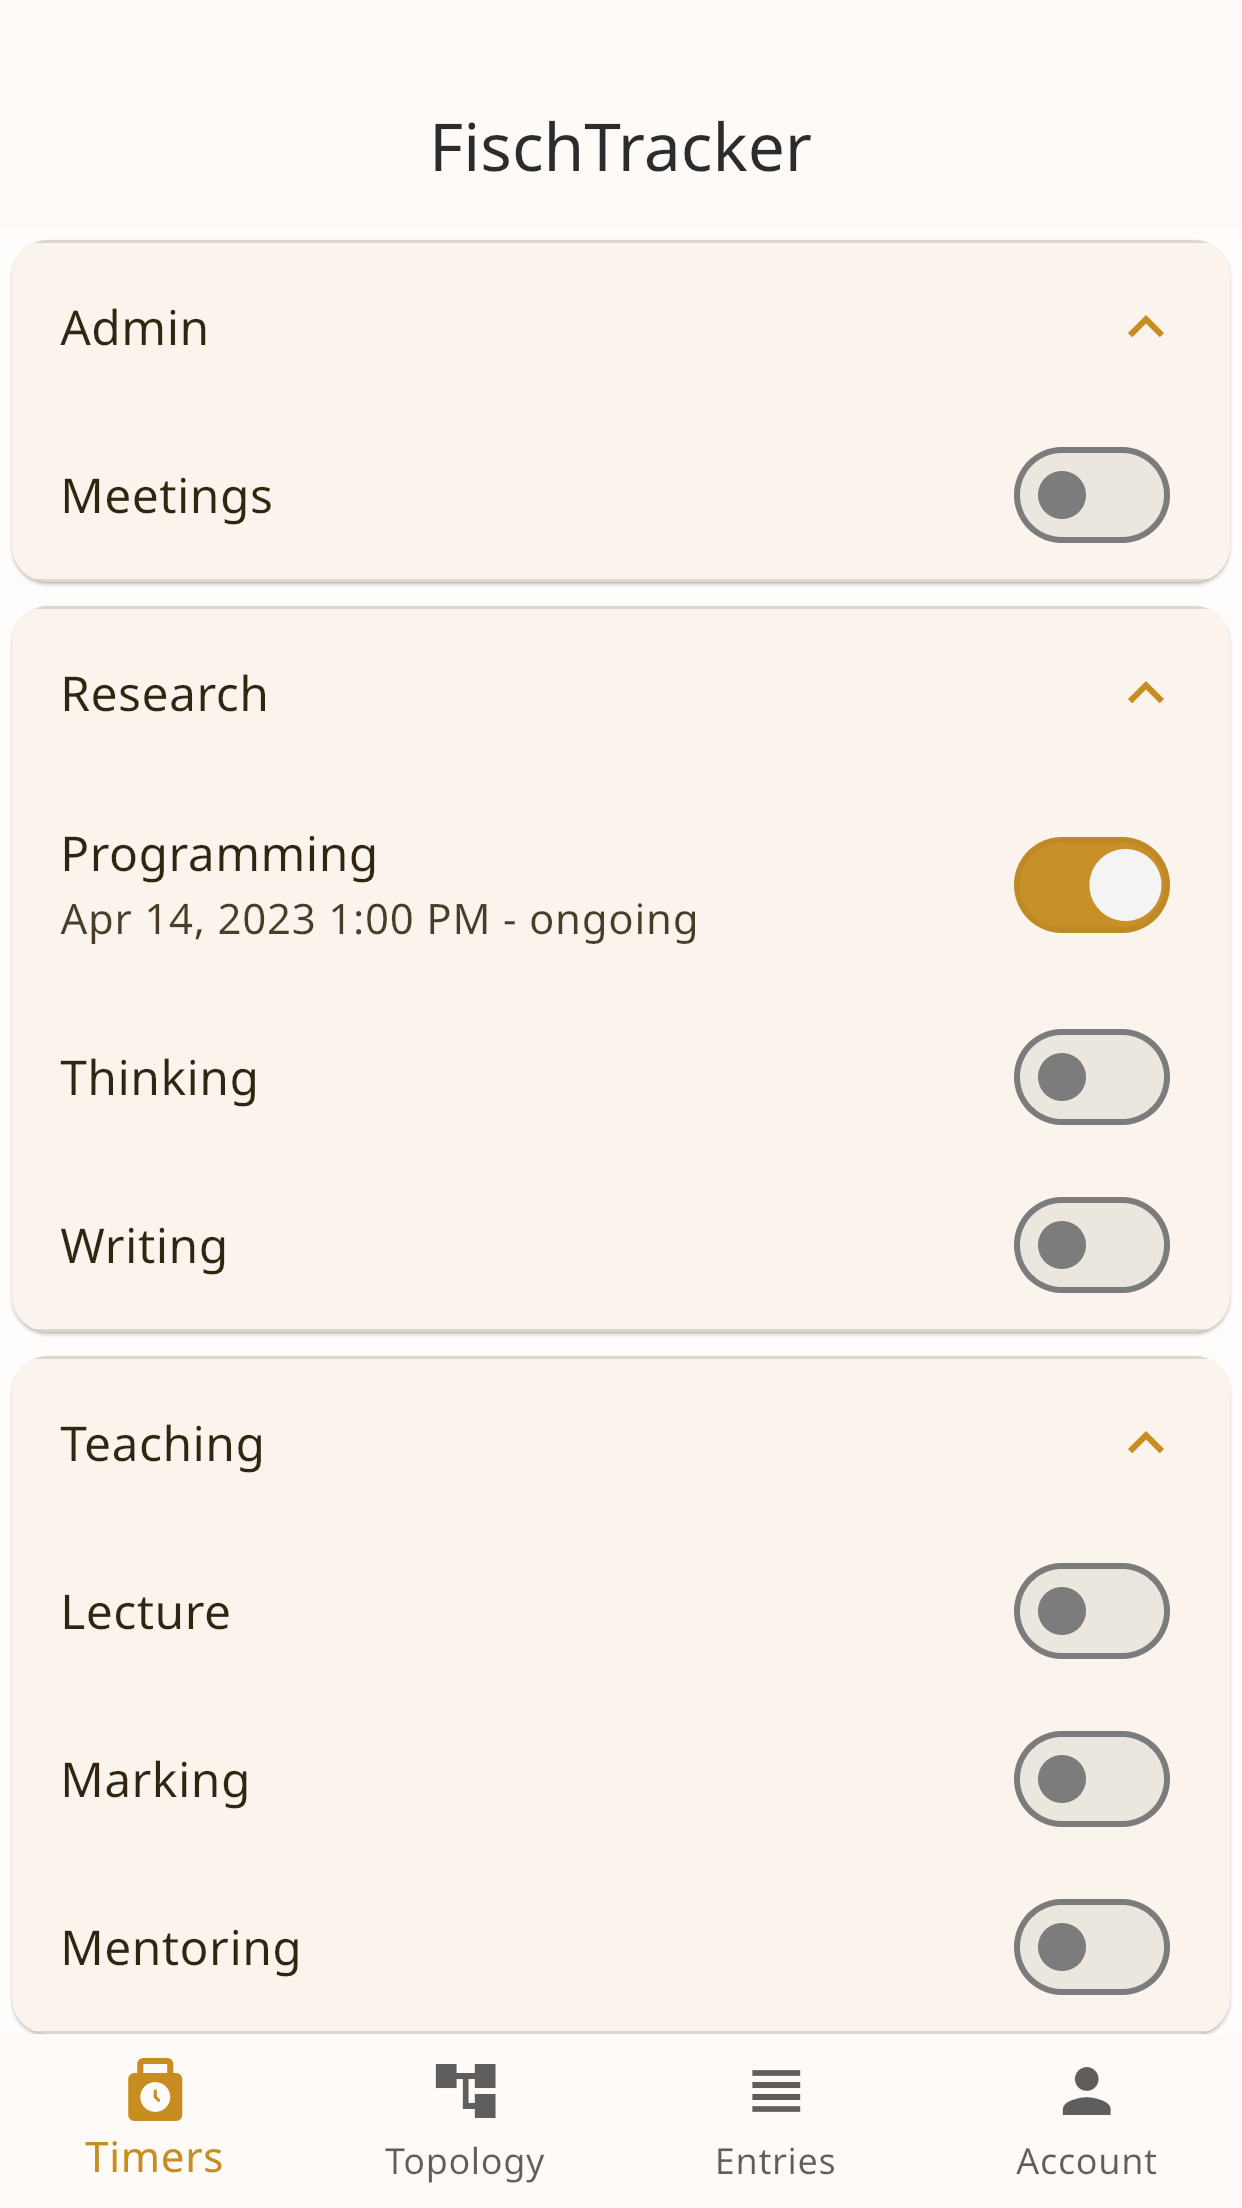 FischTracker
Admin
Meetings
Research
Programming
Apr 14, 2023 1:00 PM - ongoing
Thinking
Writing
Teaching
Lecture
Marking
Mentoring
Timers
Topology
Entries
Account